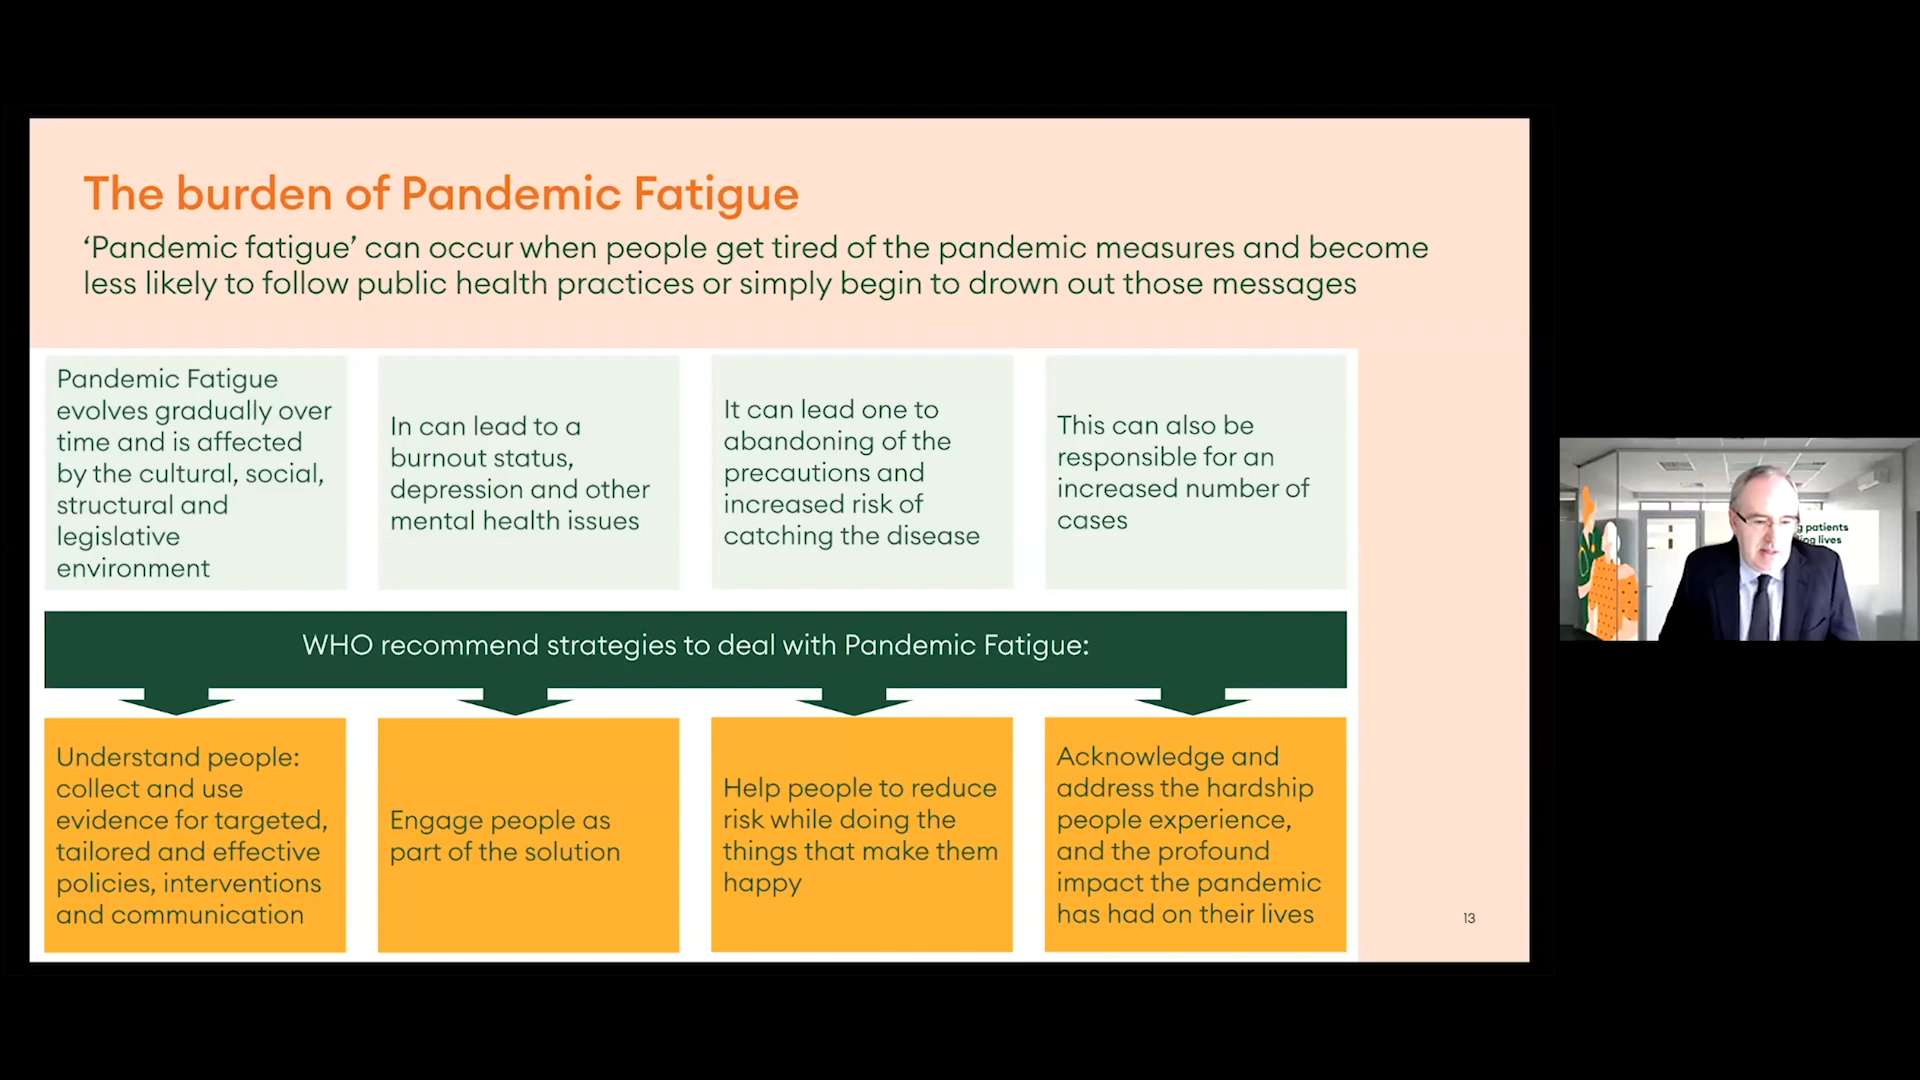 The burden of Pandemic Fatigue
‘Pandemic fatigue’ can occur when people get tired of the pandemic measures and become
less likely to follow public health practices or simply begin to drown out those messages
Pandemic Fatigue
evolves gradually over
time and is affected
by the cultural, social,
structural and
legislative
environment
In can lead to a
burnout status,
depression and other
mental health issues
It can lead one to
abandoning of the
precautions and
increased risk of
catching the disease
This can also be
responsible for an
increased number of
cases
WHO recommend strategies to deal with Pandemic Fatigue:
Understand people:
collect and use
evidence for targeted,
tailored and effective
policies, interventions
and communication
Engage people as
part of the solution
Help people to reduce
risk while doing the
things that make them
happy
Acknowledge and
address the hardship
people experience,
and the profound
impact the pandemic
has had on their lives
13
patients
lives